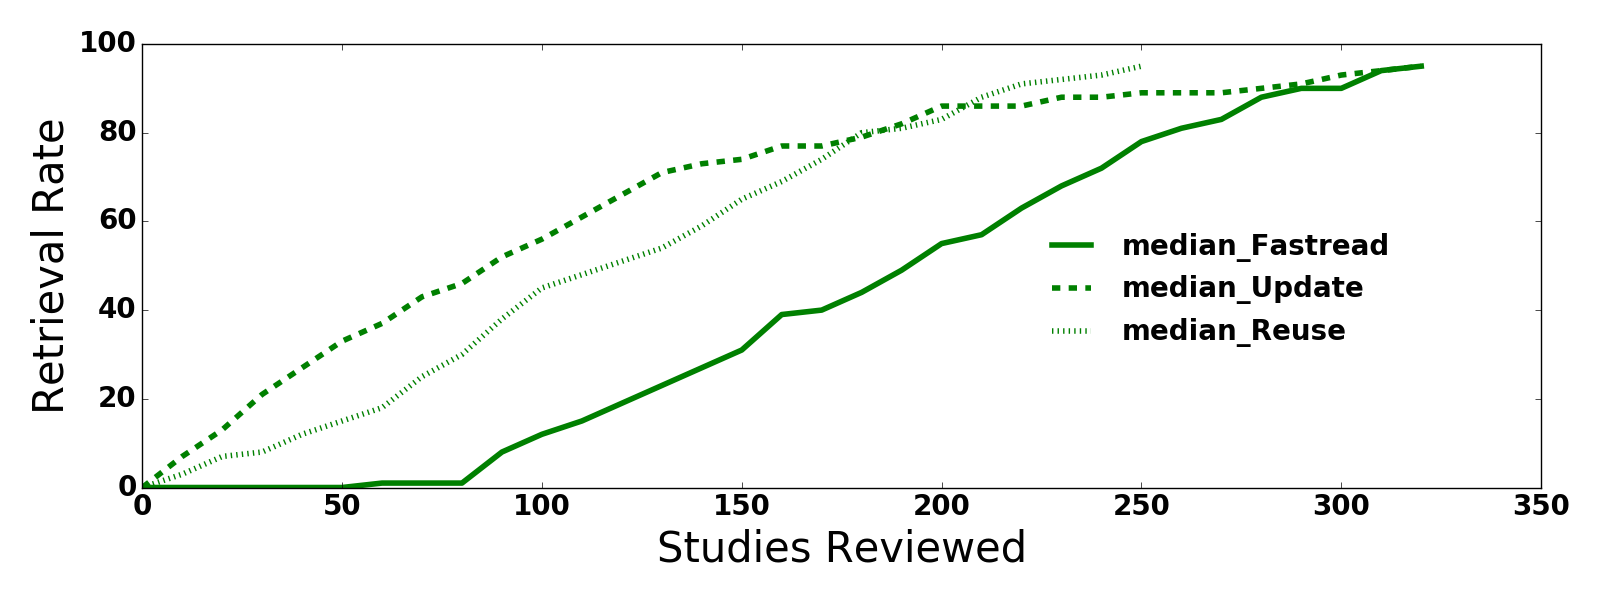 Retrieval Rate
100
80
60
40
20
0
0 50 100 150 200 250 300 350
Studies Reviewed
median_Fastread
median_Update
median_Reuse